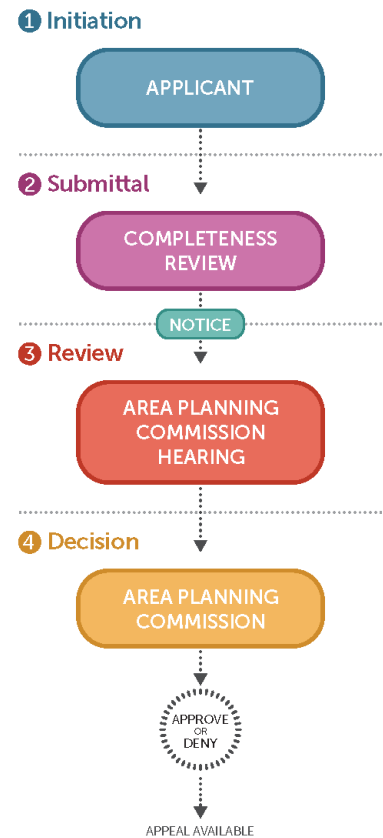 1 Initiation
APPLICANT
2 Submittal
COMPLETENESS
REVIEW
NOTICE
3 Review
AREA PLANNING
COMMISSION
HEARING
4 Decision
AREA PLANNING
COMMISSION
APPROVE
OR
DENY
APPEAL AVAILABLE